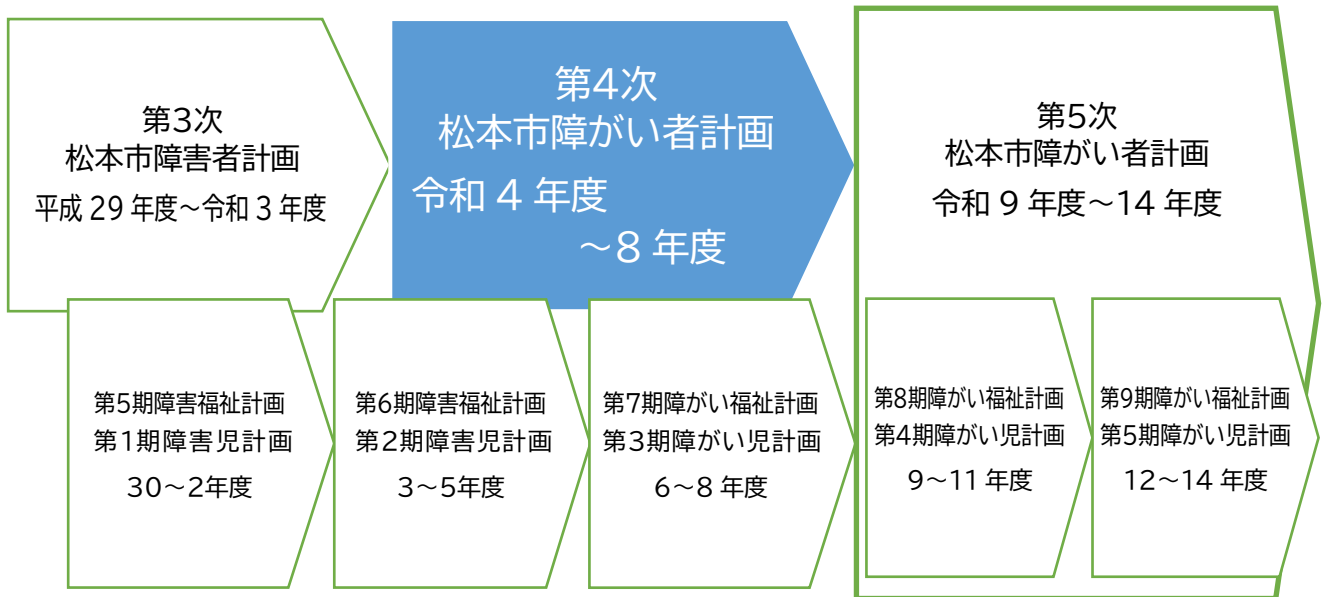 第3次
松本市障害者計画
平成 29 年度～令和 3 年度
第4次
松本市障がい者計画
令和 4 年度
～8 年度
第5次
松本市障がい者計画
令和 9 年度～14 年度
第5期障害福祉計画
第1期障害児計画
30～2年度
第6期障害福祉計画
第2期障害児計画
3～5年度
第7期障がい福祉計画
第3期障がい児計画
6～8 年度
第8期障がい福祉計画
第4期障がい児計画
9～11 年度
第9期障がい福祉計画
第5期障がい児計画
12～14 年度